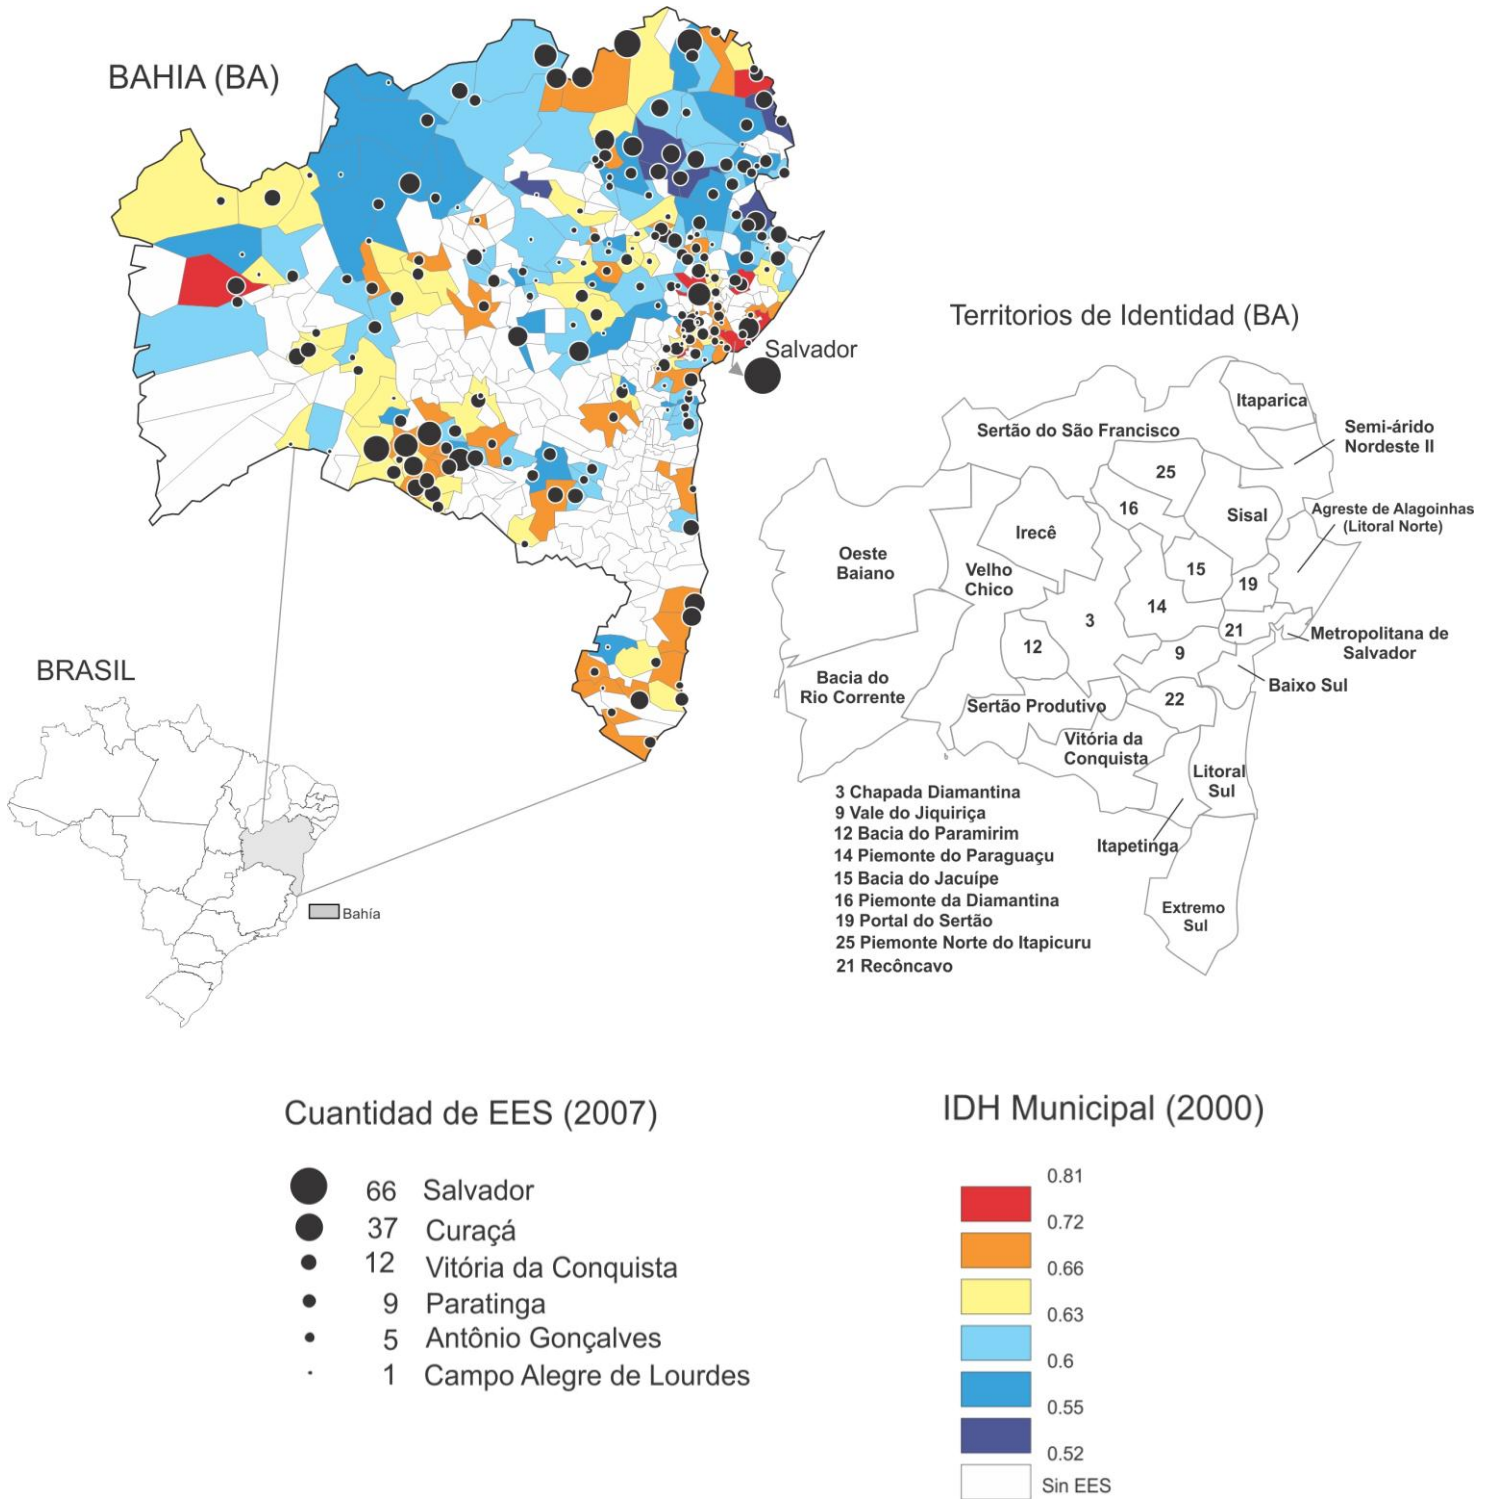 BAHIA (BA)
Salvador
BRASIL
Bahía
Territorios de Identidad (BA)
Itaparica
Sertão do São Francisco
Semi-árido
Nordeste II
25
16
Sisal
Agreste de Alagoinhas
(Litoral Norte)
Irecê
Oeste
Baiano
Velho
Chico
15
19
14
3
21
Metropolitana de
Salvador
12
9
Bacia do
Rio Corrente
Baixo Sul
Sertão Produtivo
22
Vitória da
Conquista
Litoral
Sul
Itapetinga
Extremo
Sul
3 Chapada Diamantina
9 Vale do Jiquiriça
12 Bacia do Paramirim
14 Piemonte do Paraguaçu
15 Bacia do Jacuípe
16 Piemonte da Diamantina
19 Portal do Sertão
25 Piemonte Norte do Itapicuru
21 Recôncavo
Cuantidad de EES (2007)
66 Salvador
37 Curaçá
12 Vitória da Conquista
9 Paratinga
5 Antônio Gonçalves
1 Campo Alegre de Lourdes
IDH Municipal (2000)
0.81
0.72
0.66
0.63
0.6
0.55
0.52
Sin EES